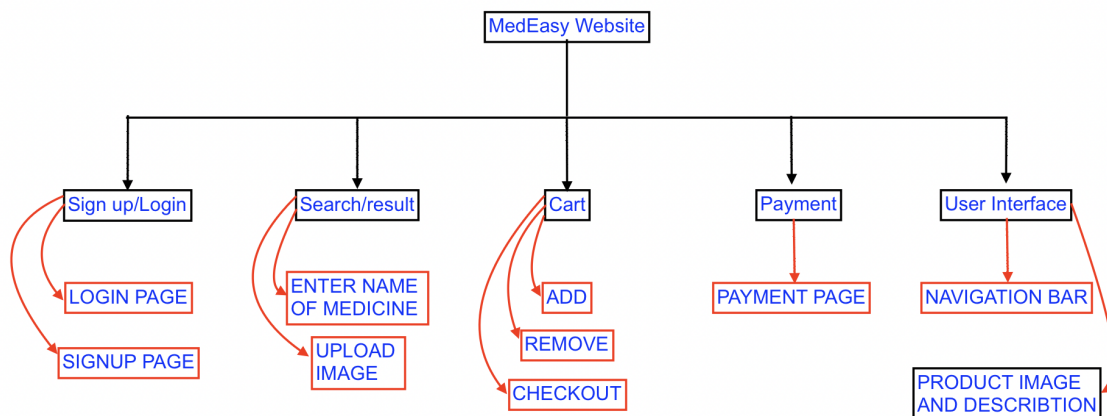 MedEasy Website
Sign up/Login
Search/result
Cart
Payment
User Interface
LOGIN PAGE
SIGNUP PAGE
ENTER NAME
OF MEDICINE
UPLOAD
IMAGE
ADD
REMOVE
CHECKOUT
PAYMENT PAGE
NAVIGATION BAR
PRODUCT IMAGE
AND DESCRIBTION